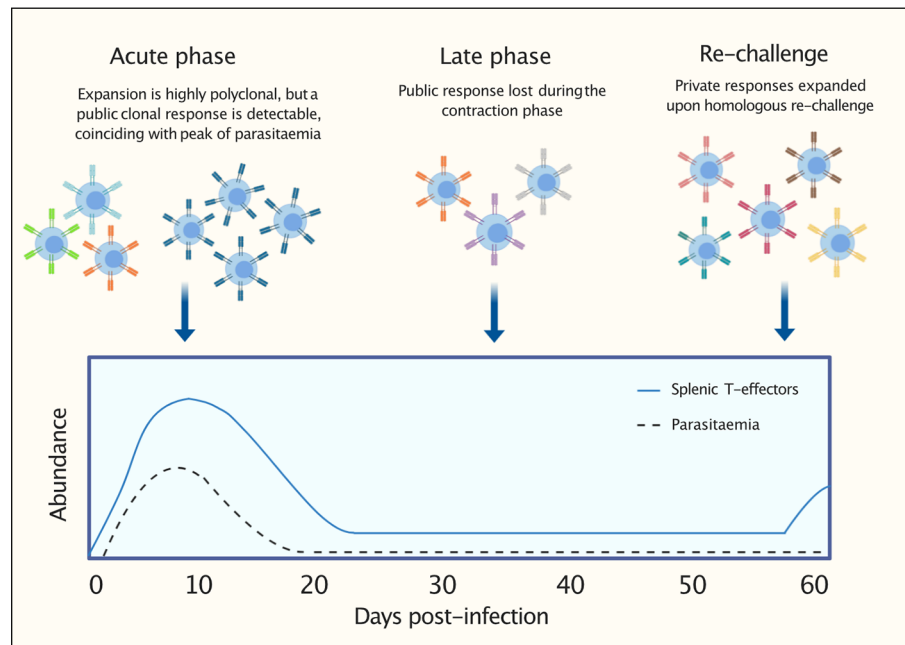 Acute phase
Expansion is highly polyclonal, but a
public clonal response is detectable,
coinciding with peak of parasitaemia
Late phase
Public response lost during the
contraction phase
Re-challenge
Private responses expanded
upon homologous re-challenge
Abundance
Splenic T-effectors
Parasitaemia
0 10 20 30 40 50 60
Days post-infection